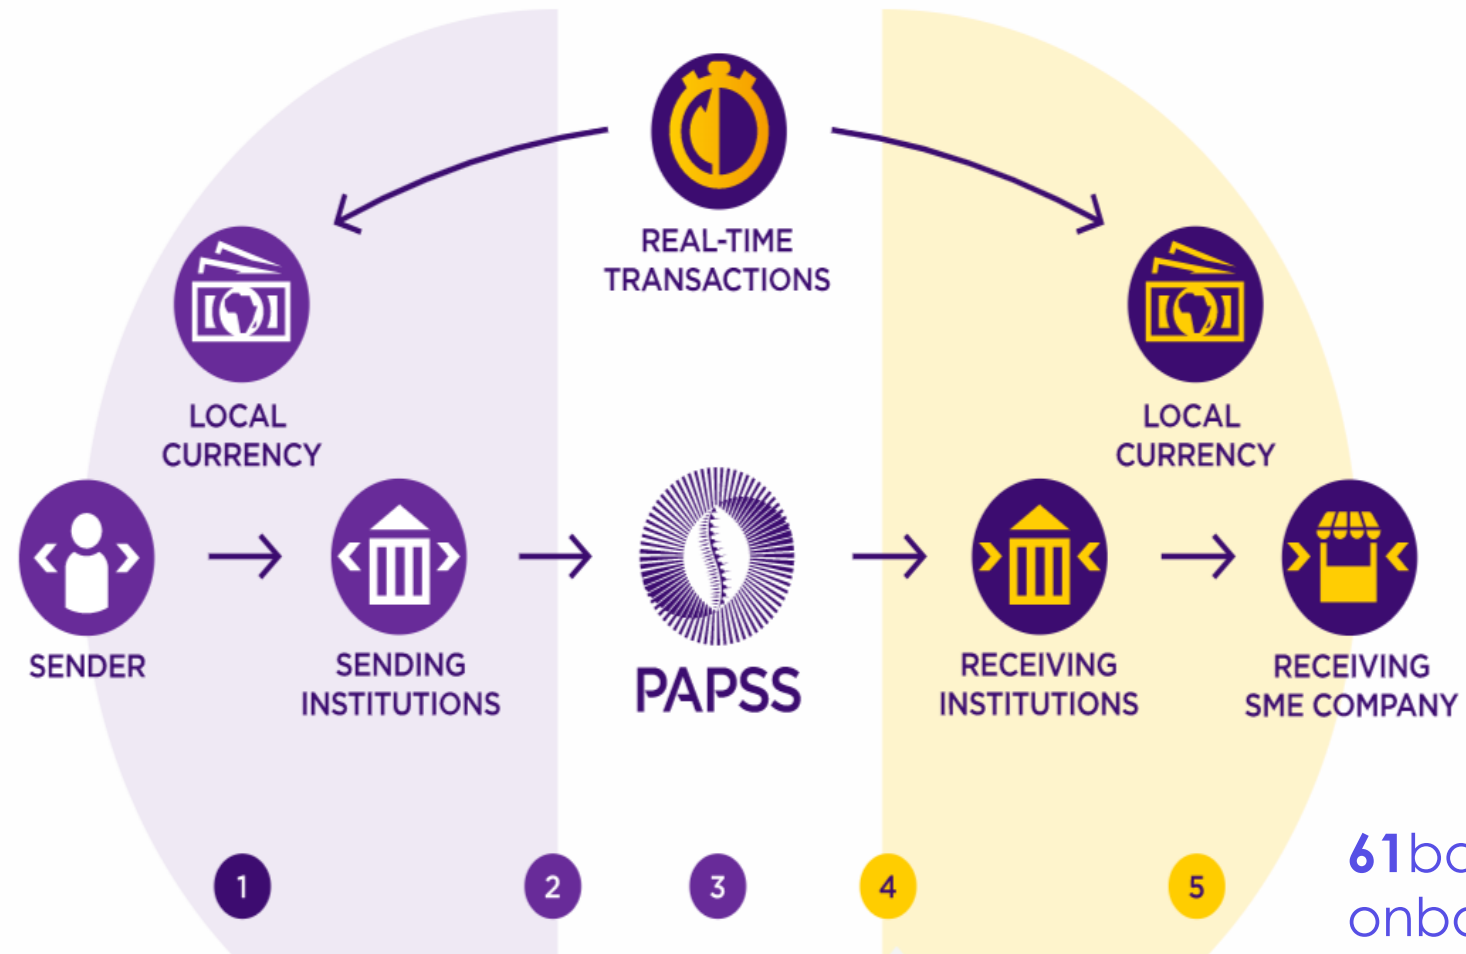 REAL-TIME
TRANSACTIONS
LOCAL
CURRENCY
LOCAL
CURRENCY
SENDER
SENDING
INSTITUTIONS
PAPSS
RECEIVING
INSTITUTIONS
RECEIVING
SME COMPANY
1
2
3
4
5
61